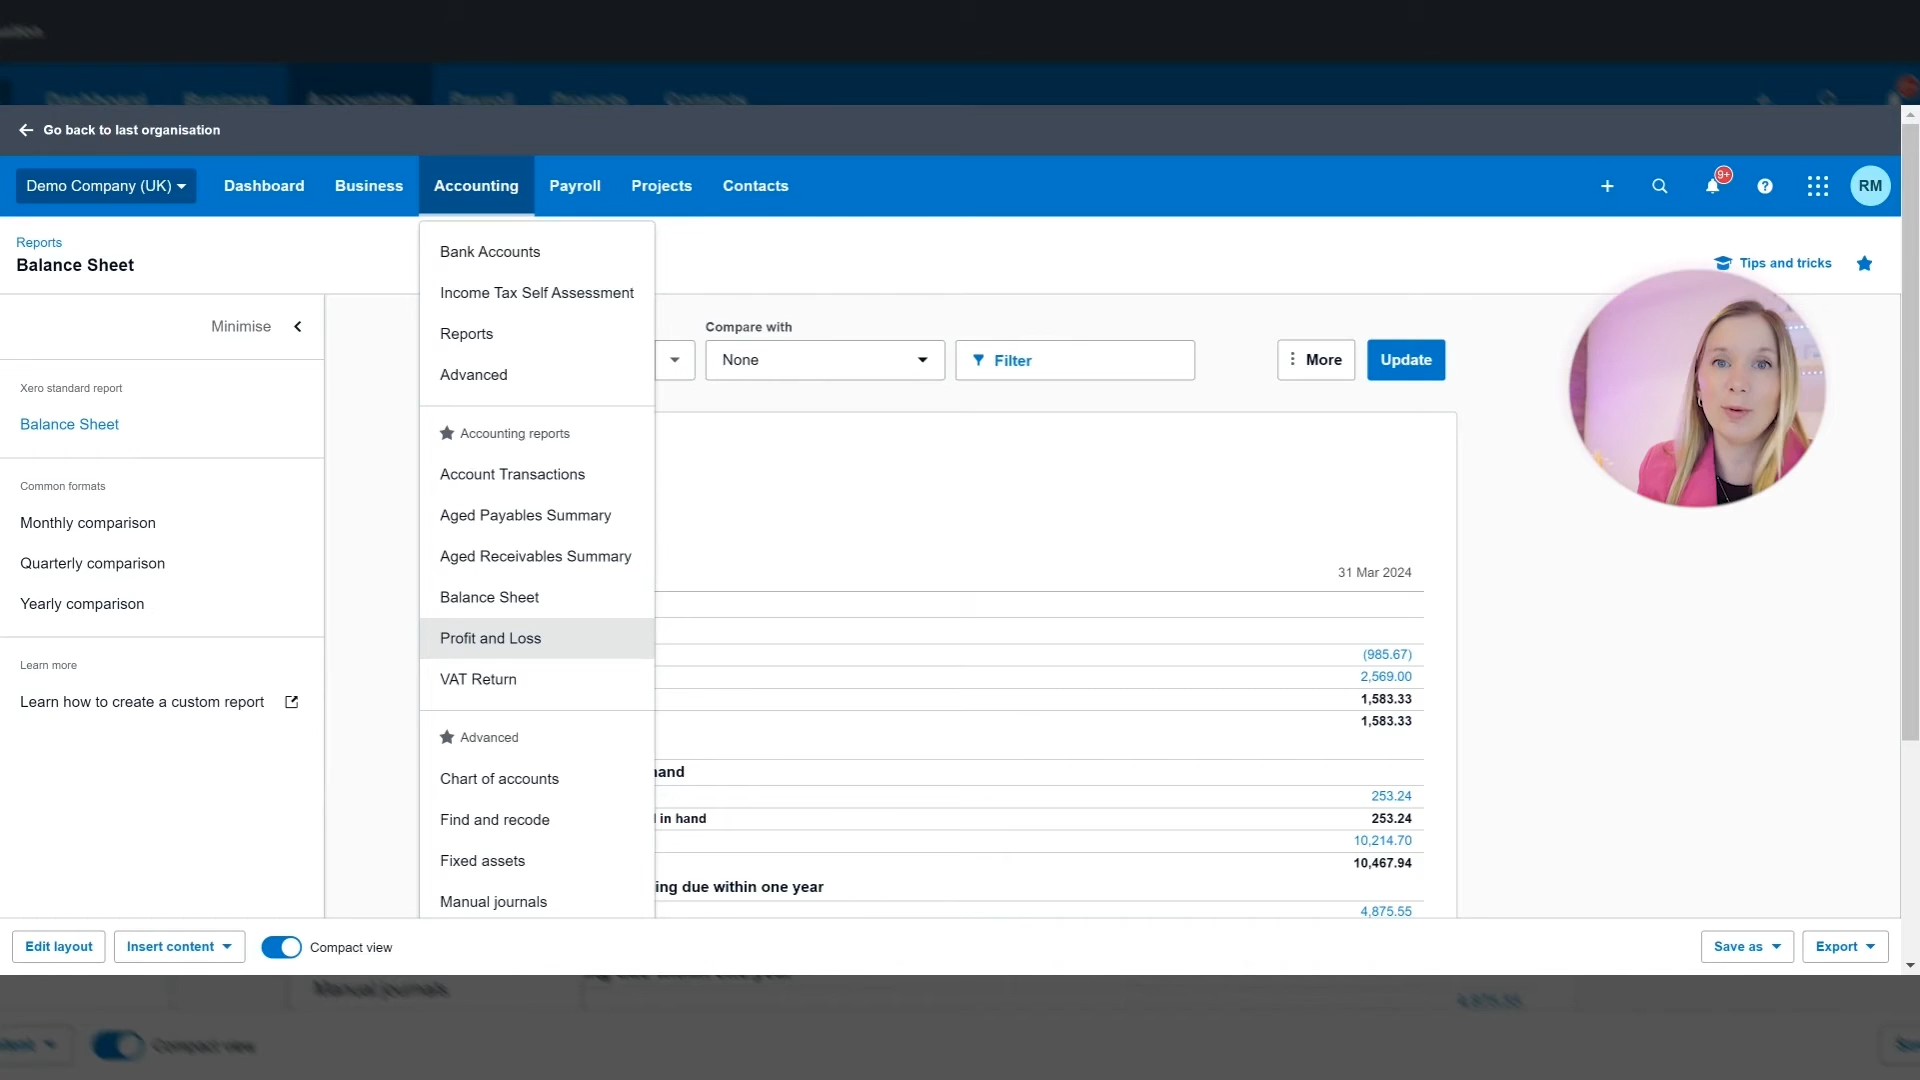 Go back to last organisation
Demo Company (UK)
Dashboard
Business
Accounting
Payroll
Projects
Contacts
9+
RM
Reports
Balance Sheet
Tips and tricks
Minimise
Xero standard report
Balance Sheet
Common formats
Monthly comparison
Quarterly comparison
Yearly comparison
Learn more
Learn how to create a custom report
Bank Accounts
Income Tax Self Assessment
Reports
Advanced
Accounting reports
Account Transactions
Aged Payables Summary
Aged Receivables Summary
Balance Sheet
Profit and Loss
VAT Return
Advanced
Chart of accounts
Find and recode
Fixed assets
Manual journals
Compare with
None
Filter
More
Update
31 Mar 2024
(985.67)
2,569.00
1,583.33
1,583.33
hand
253.24
in hand
253.24
10,214.70
10,467.94
ing due within one year
4,875.55
Edit layout
Insert content
Compact view
Save as
Export
Manual journals
Compact view